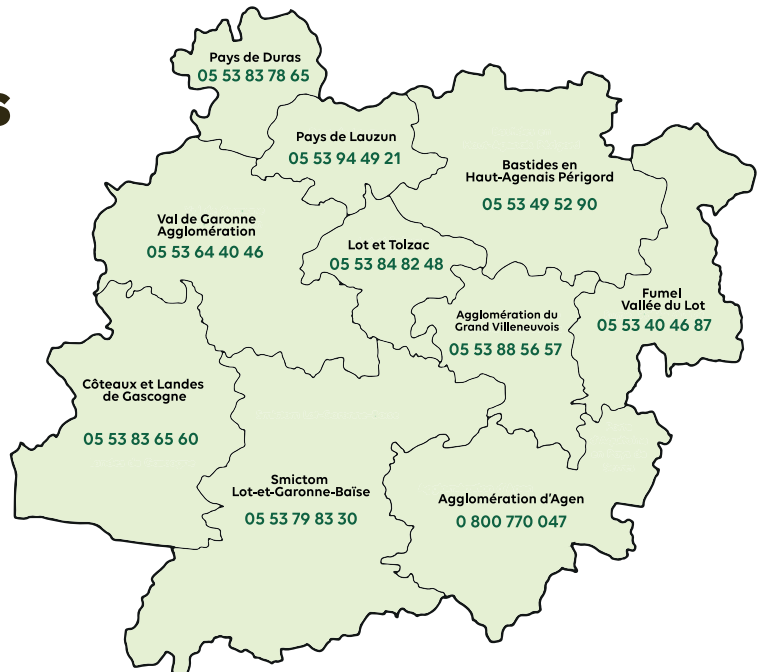 s
Pays de Duras
05 53 83 78 65
Pays de Lauzun
05 53 94 49 21
Bastides en
Haut-Agenais Périgord
05 53 49 52 90
Val de Garonne
Agglomération
05 53 64 40 46
Lot et Tolzac
05 53 84 82 48
Agglomération du
Grand Villeneuvois
05 53 88 56 57
Fumel
Vallée du Lot
05 53 40 46 87
Côteaux et Landes
de Gascogne
05 53 83 65 60
Smictom
Lot-et-Garonne-Baïse
05 53 79 83 30
Agglomération d'Agen
0 800 770 047